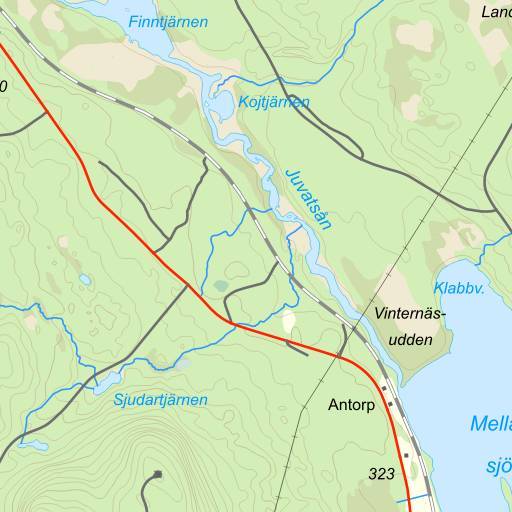 Finntjärnen
Kojtjärnen
Juvatsån
Klabbv.
Vinternäs-
udden
Sjudartjärnen
Antorp
323